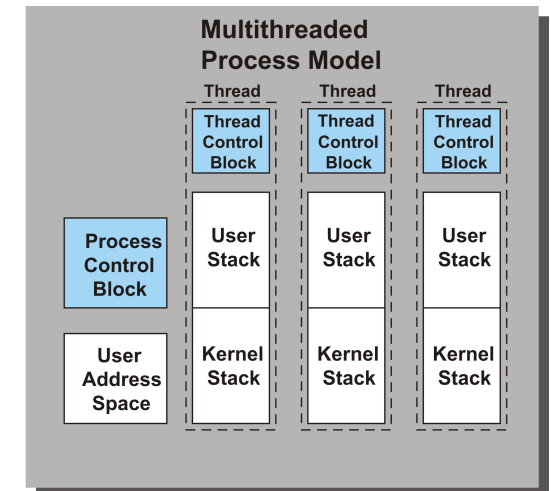 Multithreaded
Process Model
Thread
Thread
Control
Block
User
Stack
Kernel
Stack
Thread
Thread
Control
Block
User
Stack
Kernel
Stack
Thread
Thread
Control
Block
User
Stack
Kernel
Stack
Process
Control
Block
User
Address
Space